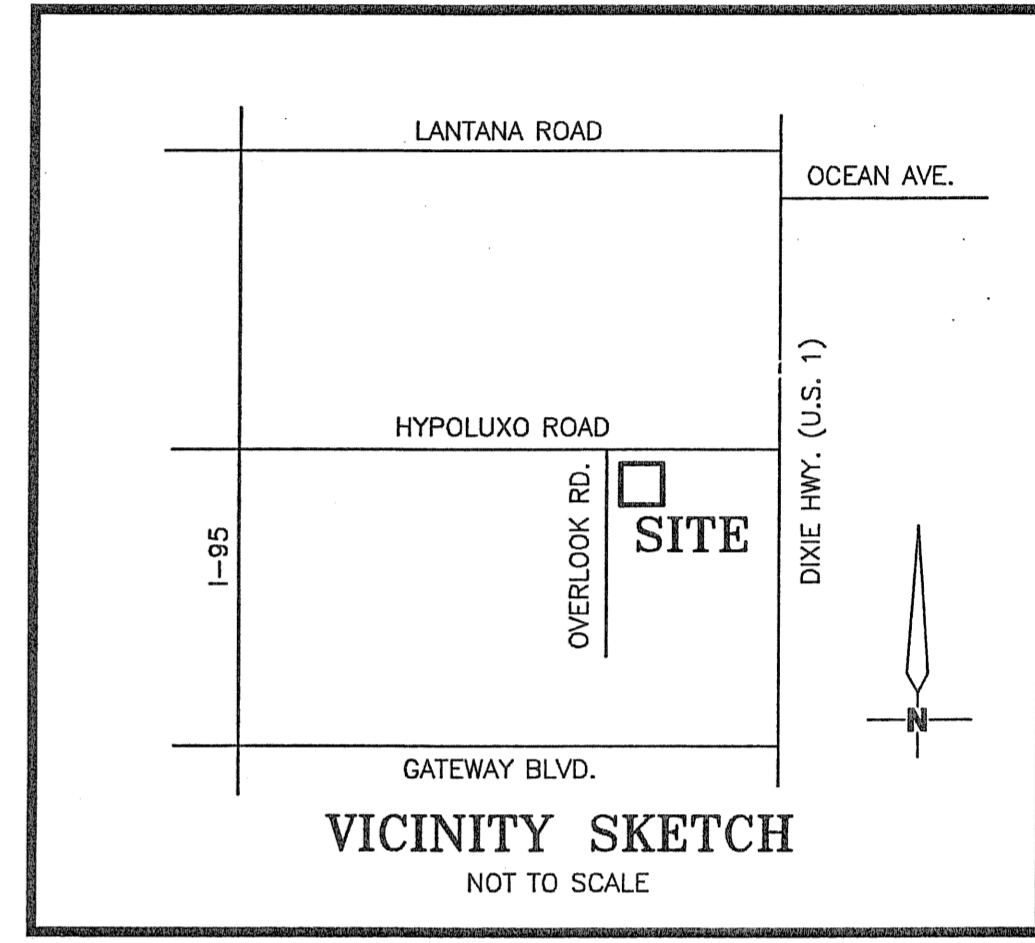 LANTANA ROAD
OCEAN AVE.
DIXIE HWY. (U.S. 1)
HYPOLUXO ROAD
OVERLOOK RD.
SITE
I-95
N
GATEWAY BLVD.
VICINITY SKETCH
NOT TO SCALE